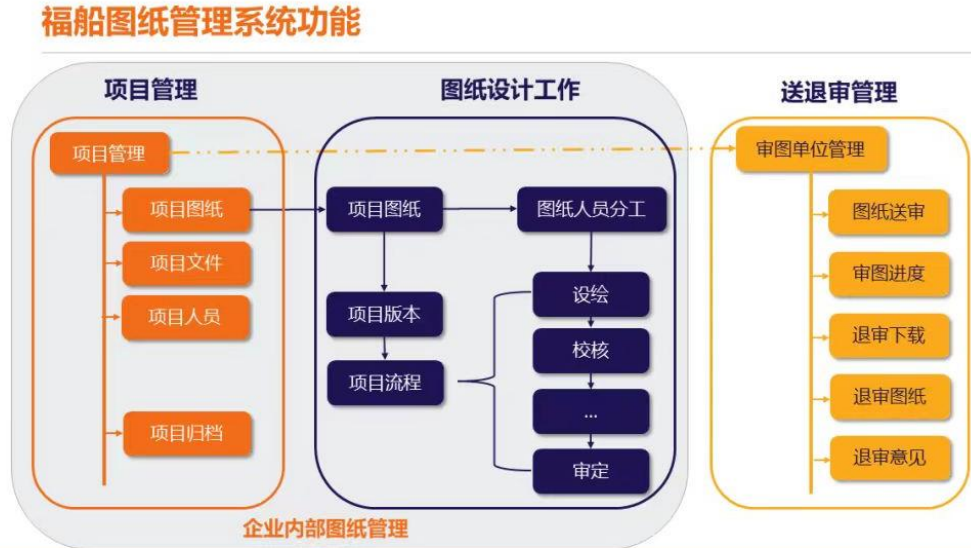 福船图纸管理系统功能
项目管理
图纸设计工作
送退审管理
项目管理
项目图纸
项目文件
项目人员
项目归档
项目图纸
图纸人员分工
项目版本
项目流程
设绘
校核
...
审定
审图单位管理
图纸送审
审图进度
退审下载
退审图纸
退审意见
企业内部图纸管理